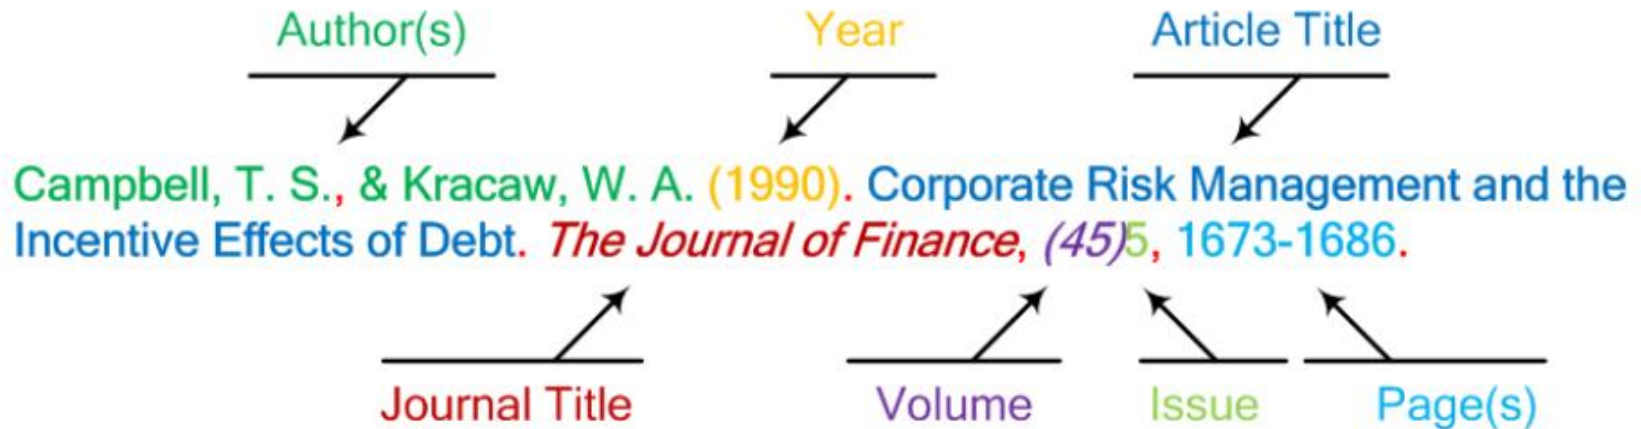 Author(s) Year Article Title
Campbell, T. S., & Kracaw, W. A. (1990). Corporate Risk Management and the
Incentive Effects of Debt. The Journal of Finance, (45)5, 1673-1686.
Journal Title Volume Issue Page(s)